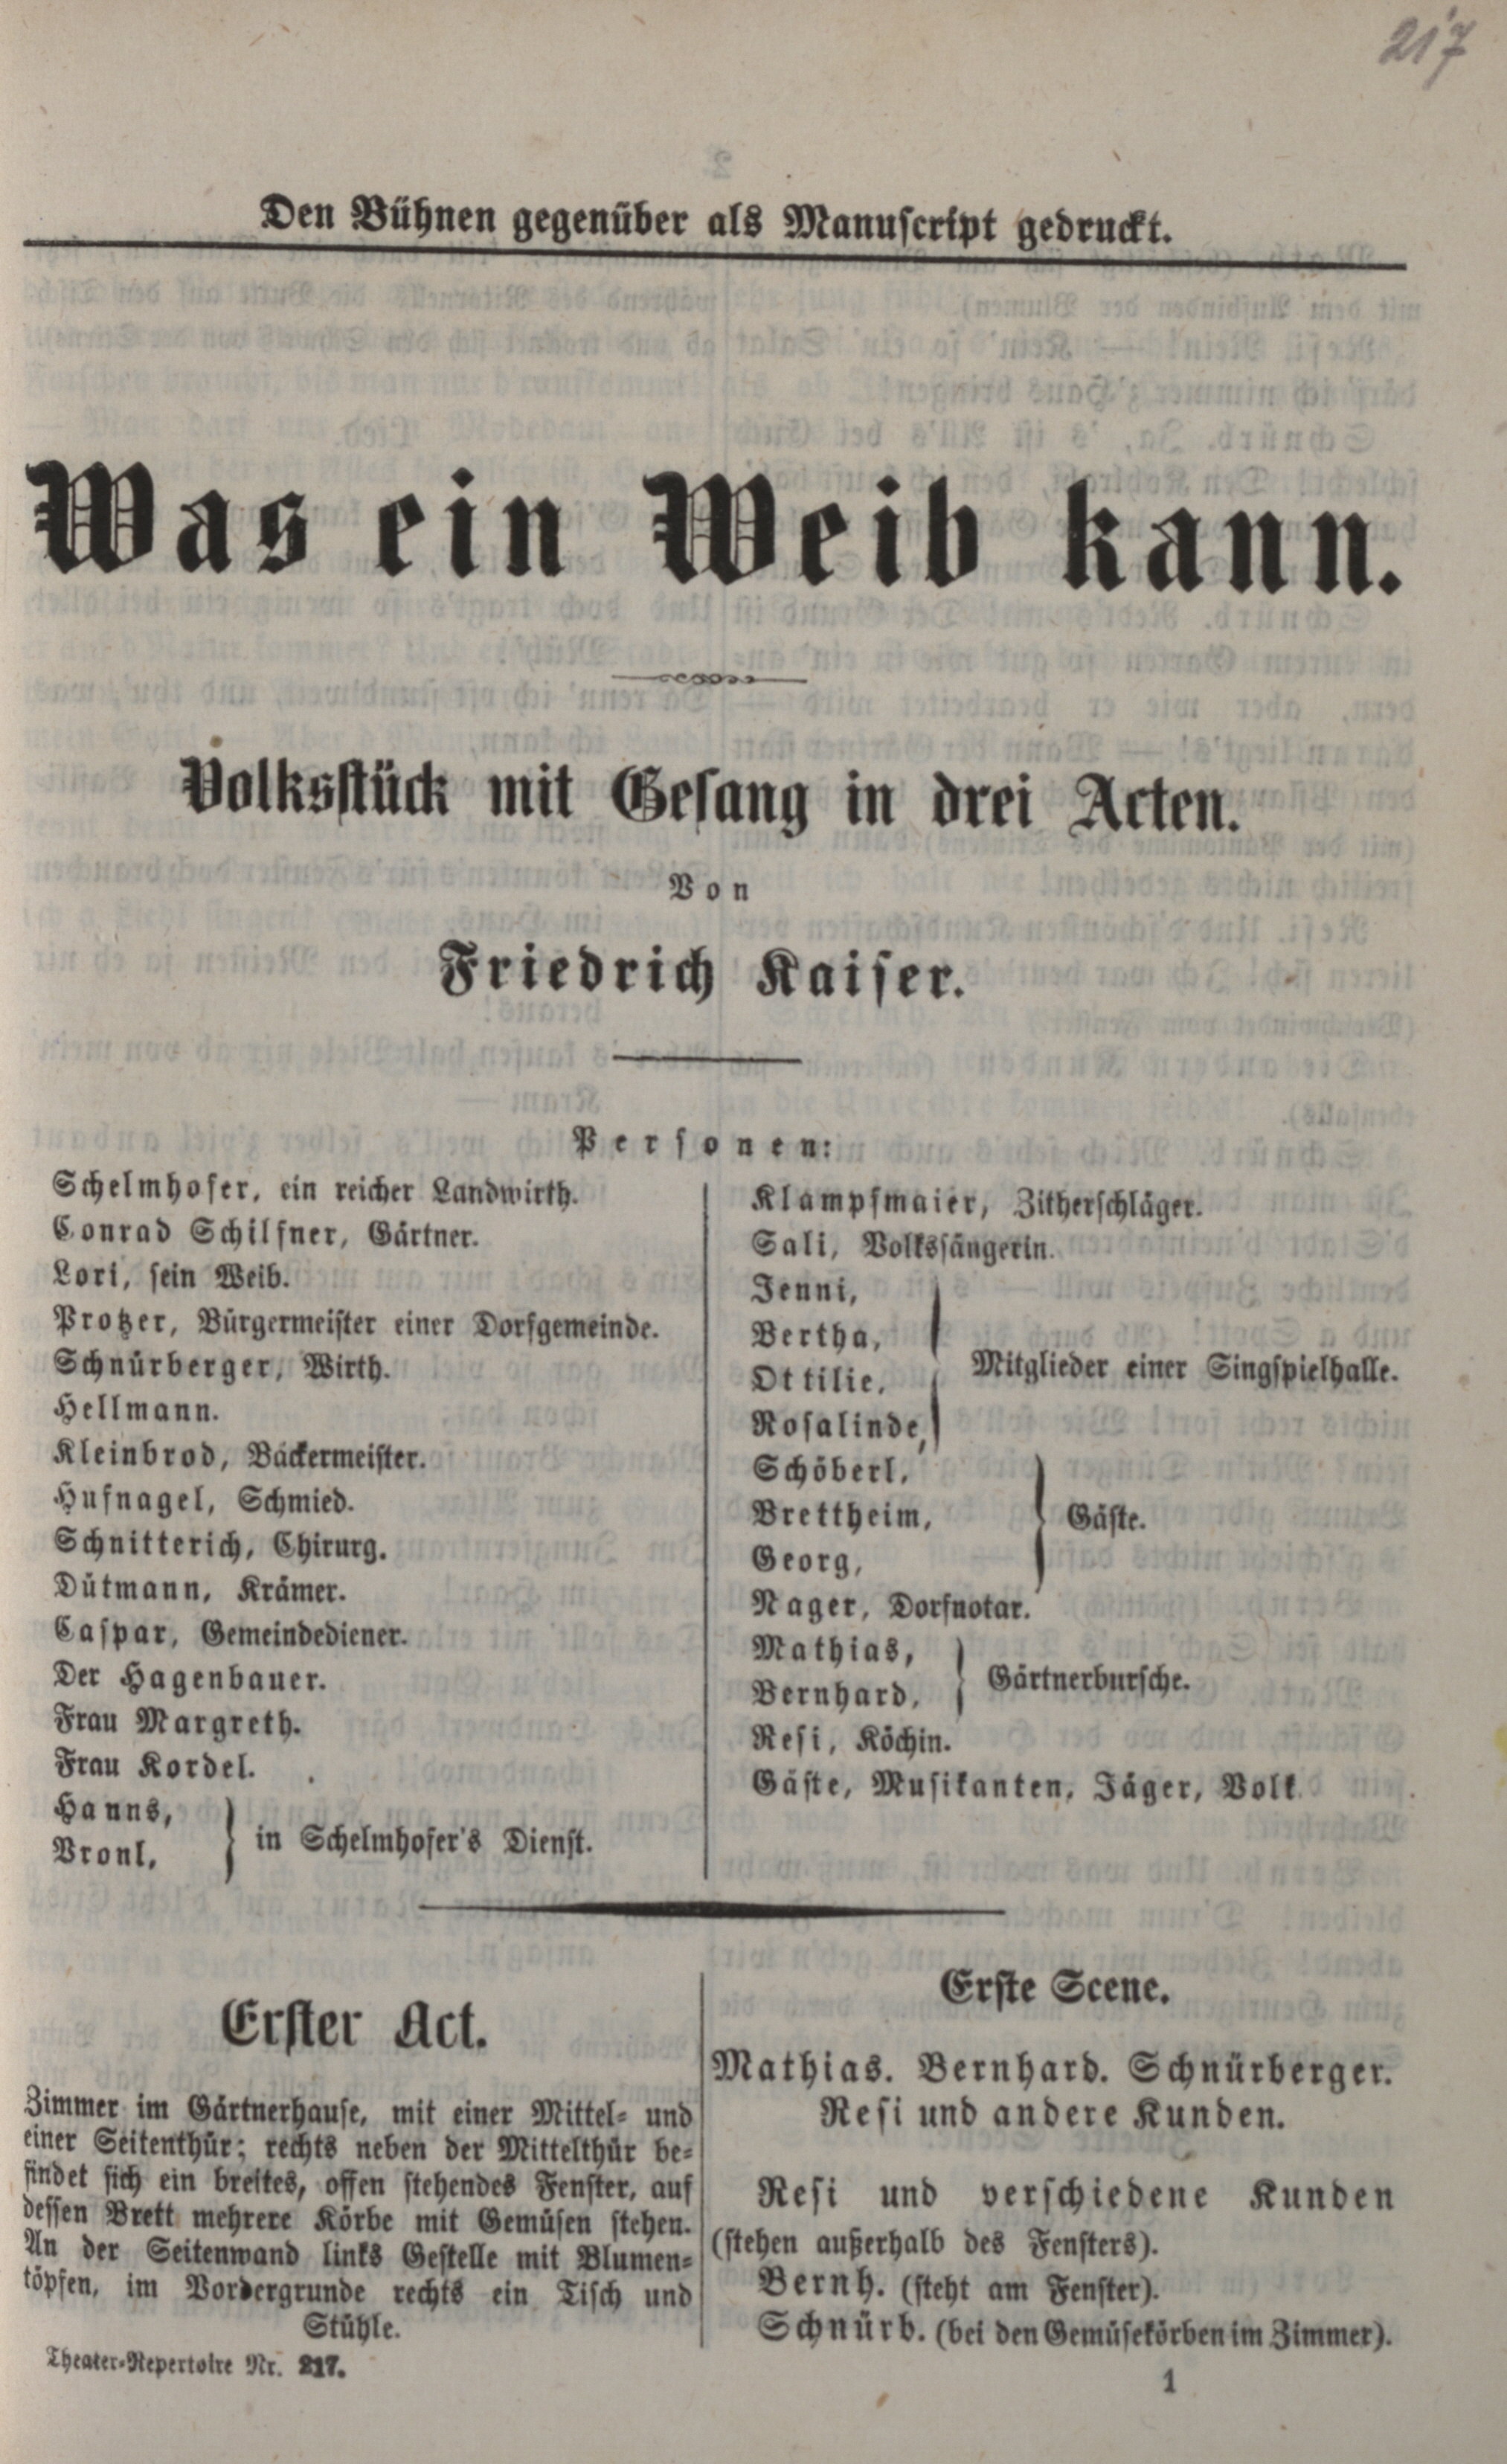 217
Den Bühnen gegenüber als Manuscript gedruckt.
Was ein Weib kann.
Volksstück mit Gesang in drei Acten.
Von
Friedrich Kaiser.
Personen:
Schelmhofer, ein reicher Landwirth.
Conrad Schilfner, Gärtner.
Lori, sein Weib.
Protzer, Bürgermeister einer Dorfgemeinde.
Schnürberger, Wirth.
Hellmann.
Kleinbrod, Bäckermeister.
Hufnagel, Schmied.
Schnitterich, Chirurg.
Dütmann, Krämer.
Caspar, Gemeindediener.
Der Hagenbauer.
Frau Margreth.
Frau Kordel.
Hanns,
Vronl,
in Schelmhofer's Dienst.
Klampfmaier, Zitherschläger.
Sali, Volkssängerin.
Jenni,
Bertha,
Ottilie,
Rosalinde,
Mitglieder einer Singspielhalle.
Schöberl,
Brettheim,
Georg,
Gäste.
Nager, Dorfnotar.
Mathias,
Bernhard,
Gärtnerbursche.
Resi, Köchin.
Gäste, Musikanten, Jäger, Volk
Erster Act.
Zimmer im Gärtnerhause, mit einer Mittel-und
einer Seitenthür; rechts neben der Mittelthür be-
findet sich ein breites, offen stehendes Fenster, auf
dessen Brett mehrere Körbe mit Gemüsen stehen.
An der Seitenwand links Gestelle mit Blumen-
töpfen, im Vordergrunde rechts ein Tisch und
Stühle.
Theater-Repertoire Nr. 217.
Erste Scene.
Mathias. Bernhard. Schnürberger.
Resi und andere Kunden.
Resi und verschiedene Kunden
(stehen außerhalb des Fensters).
Bernh. (steht am Fenster).
Schnürb. (bei den Gemüsekörben im Zimmer).
1